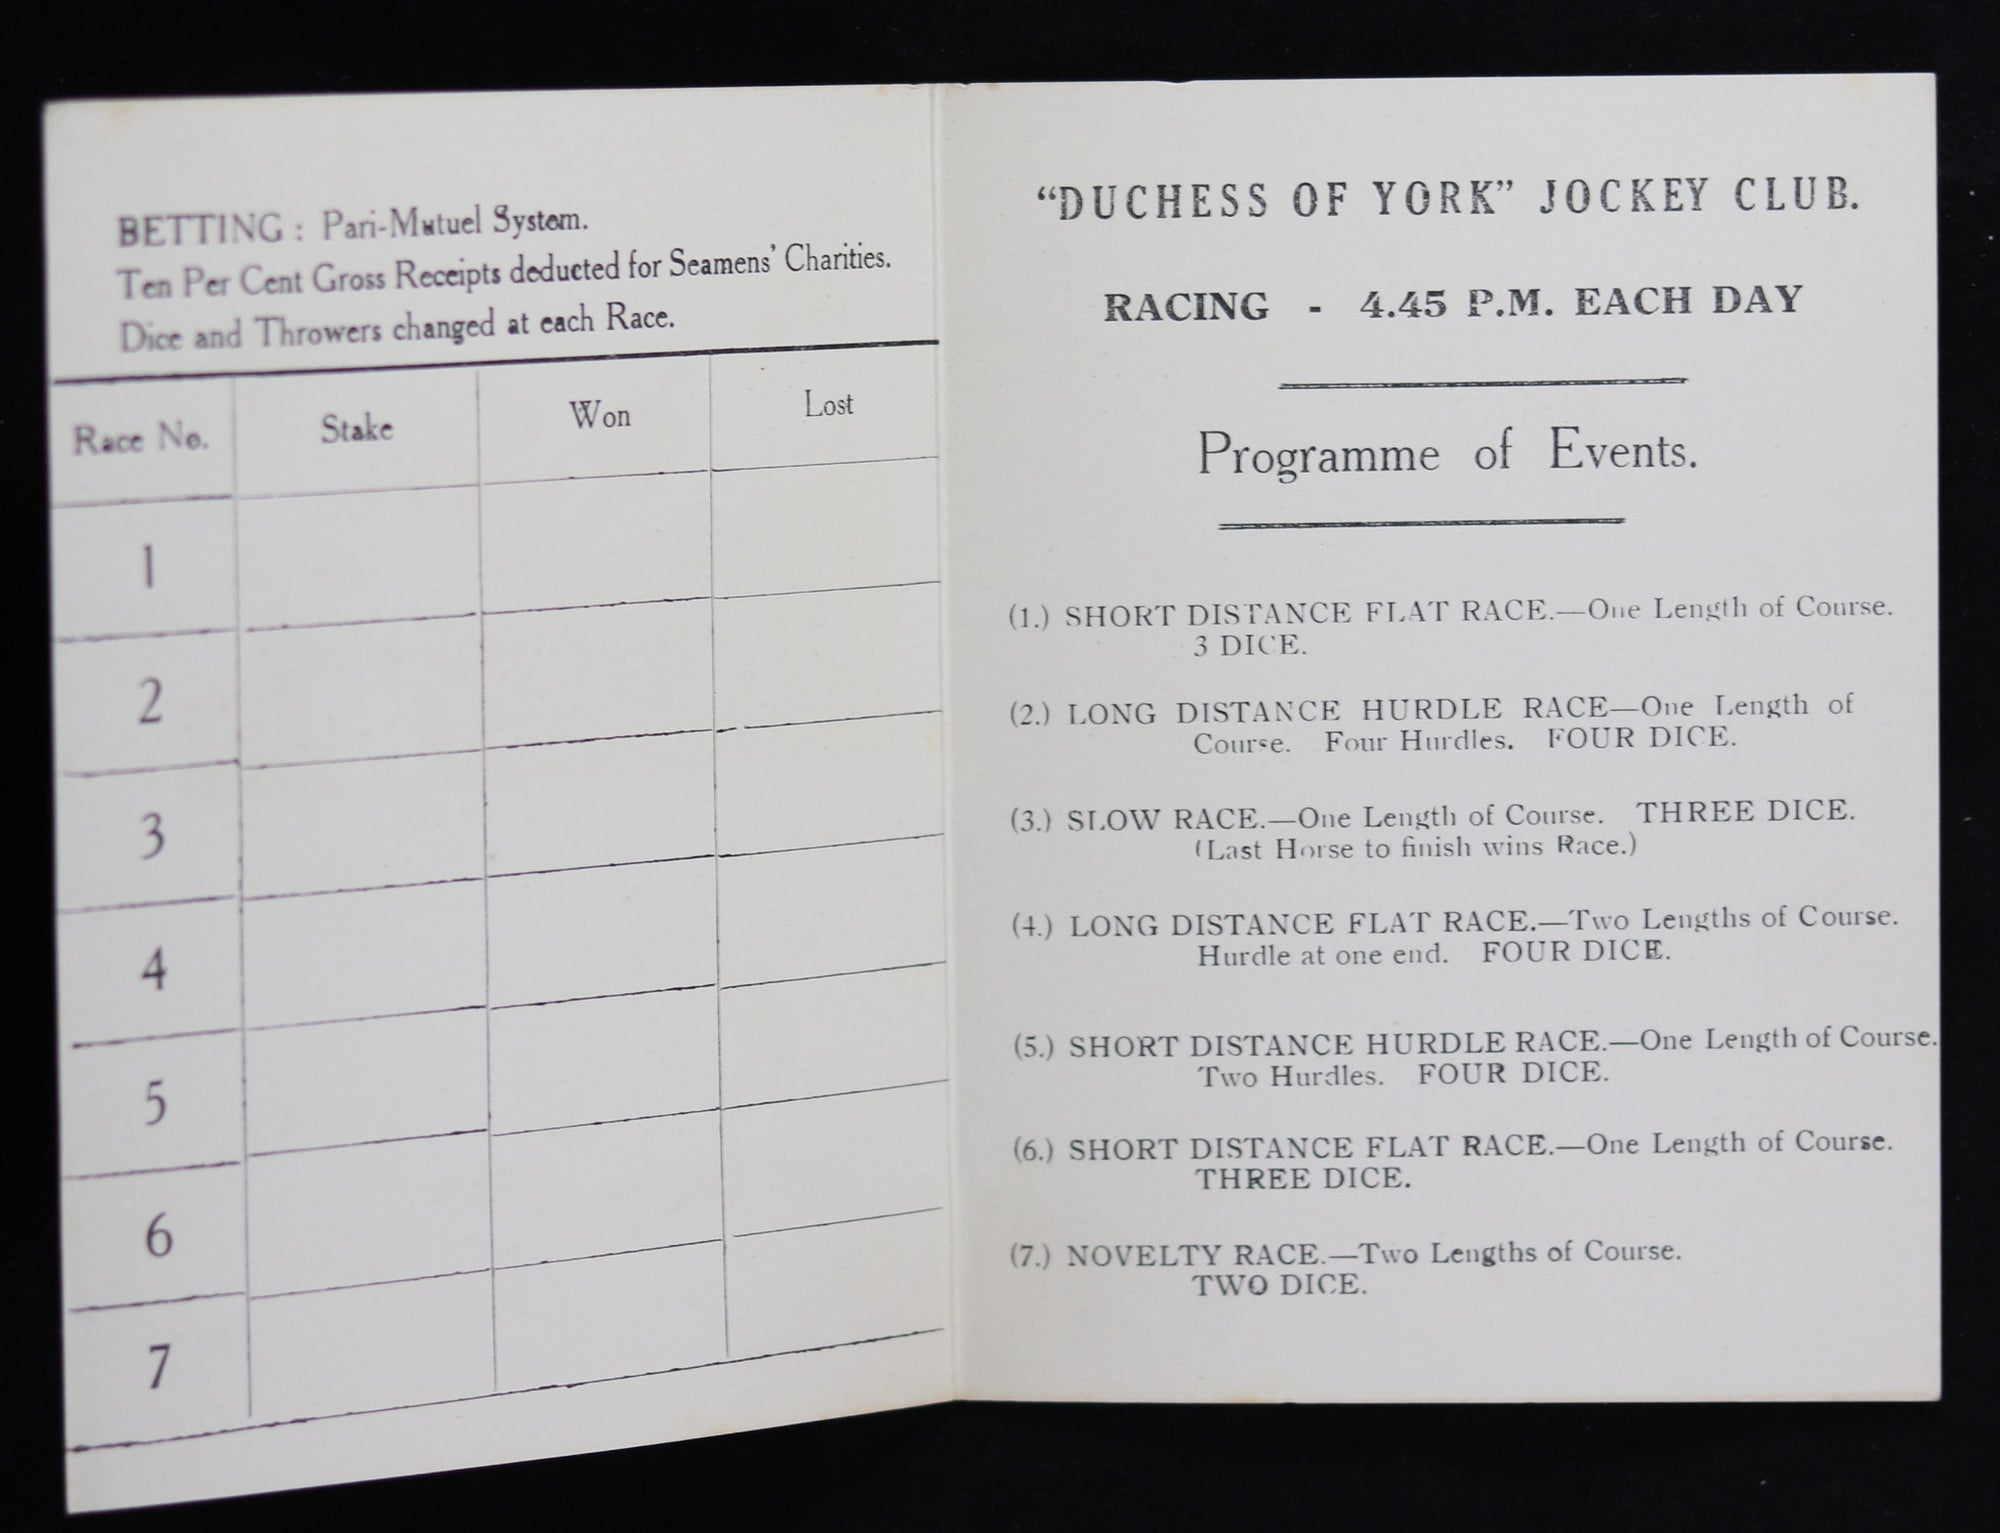 BETTING : Pari-Mutuel System.
Ten Per Cent Gross Receipts deducted for Seamens' Charities.
Dice and Throwers changed at each Race.
Race No. Stake Won Lost
1
2
3
4
5
6
7
"DUCHESS OF YORK" JOCKEY CLUB.
RACING - 4.45 P.M. EACH DAY
Programme of Events.
(1.) SHORT DISTANCE FLAT RACE.—One Length of Course.
3 DICE.
(2.) LONG DISTANCE HURDLE RACE—One Length of
Course. Four Hurdles. FOUR DICE.
(3.) SLOW RACE.—One Length of Course. THREE DICE.
(Last Horse to finish wins Race.)
(4.) LONG DISTANCE FLAT RACE.—Two Lengths of Course.
Hurdle at one end. FOUR DICE.
(5.) SHORT DISTANCE HURDLE RACE.—One Length of Course.
Two Hurdles. FOUR DICE.
(6.) SHORT DISTANCE FLAT RACE.—One Length of Course.
THREE DICE.
(7.) NOVELTY RACE.—Two Lengths of Course.
TWO DICE.